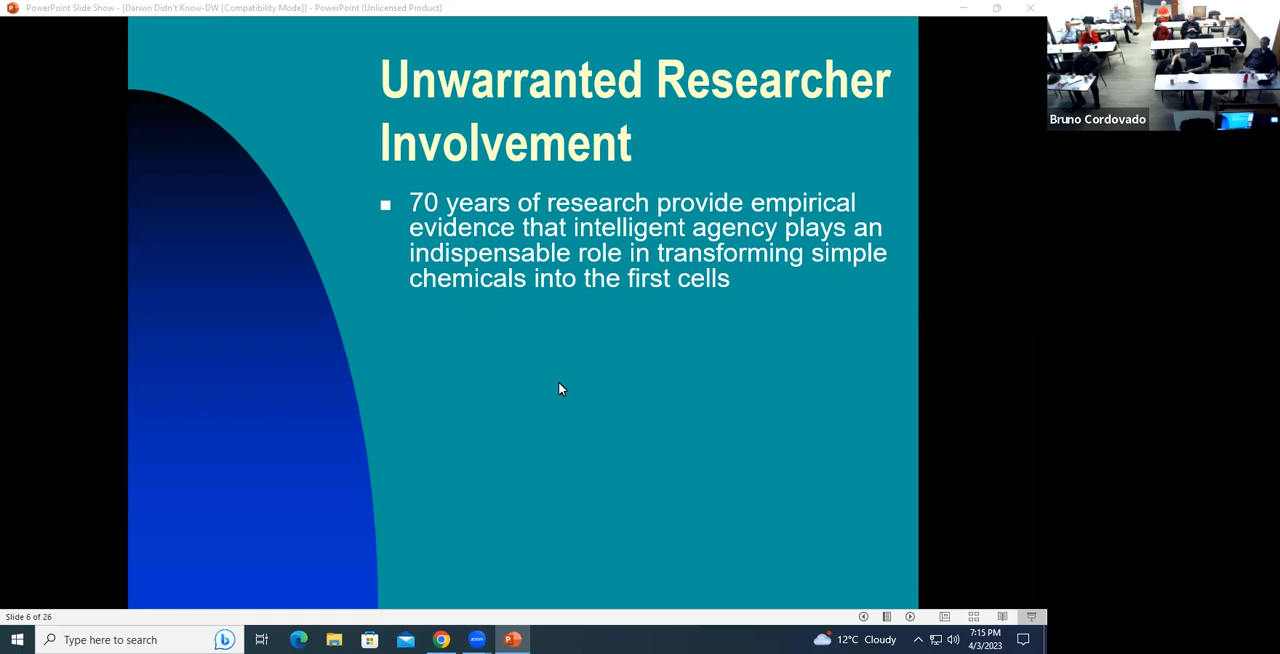 PowerPoint Slide Show - [Darwin Didn't Know-DW [Compatibility Mode]] - PowerPoint (Unlicensed Product)
Bruno Cordovado
Unwarranted Researcher
Involvement
70 years of research provide empirical
evidence that intelligent agency plays an
indispensable role in transforming simple
chemicals into the first cells
Slide 6 of 26
Type here to search
12°C Cloudy
7:15 PM
4/3/2023